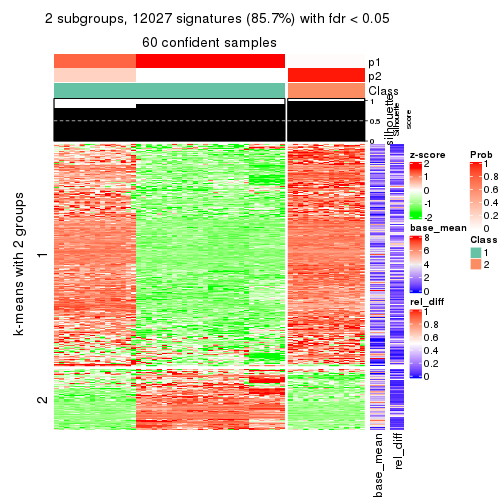 2 subgroups, 12027 signatures (85.7%) with fdr < 0.05
60 confident samples
p1
p2
Class
silhouette
Silhouette
score
1
0.5
0
k-means with 2 groups
1
2
base_mean
rel_diff
z-score
2
1
0
-1
-2
base_mean
8
6
4
2
0
rel_diff
1
0.8
0.6
0.4
0.2
0
Prob
1
0.8
0.6
0.4
0.2
0
Class
1
2